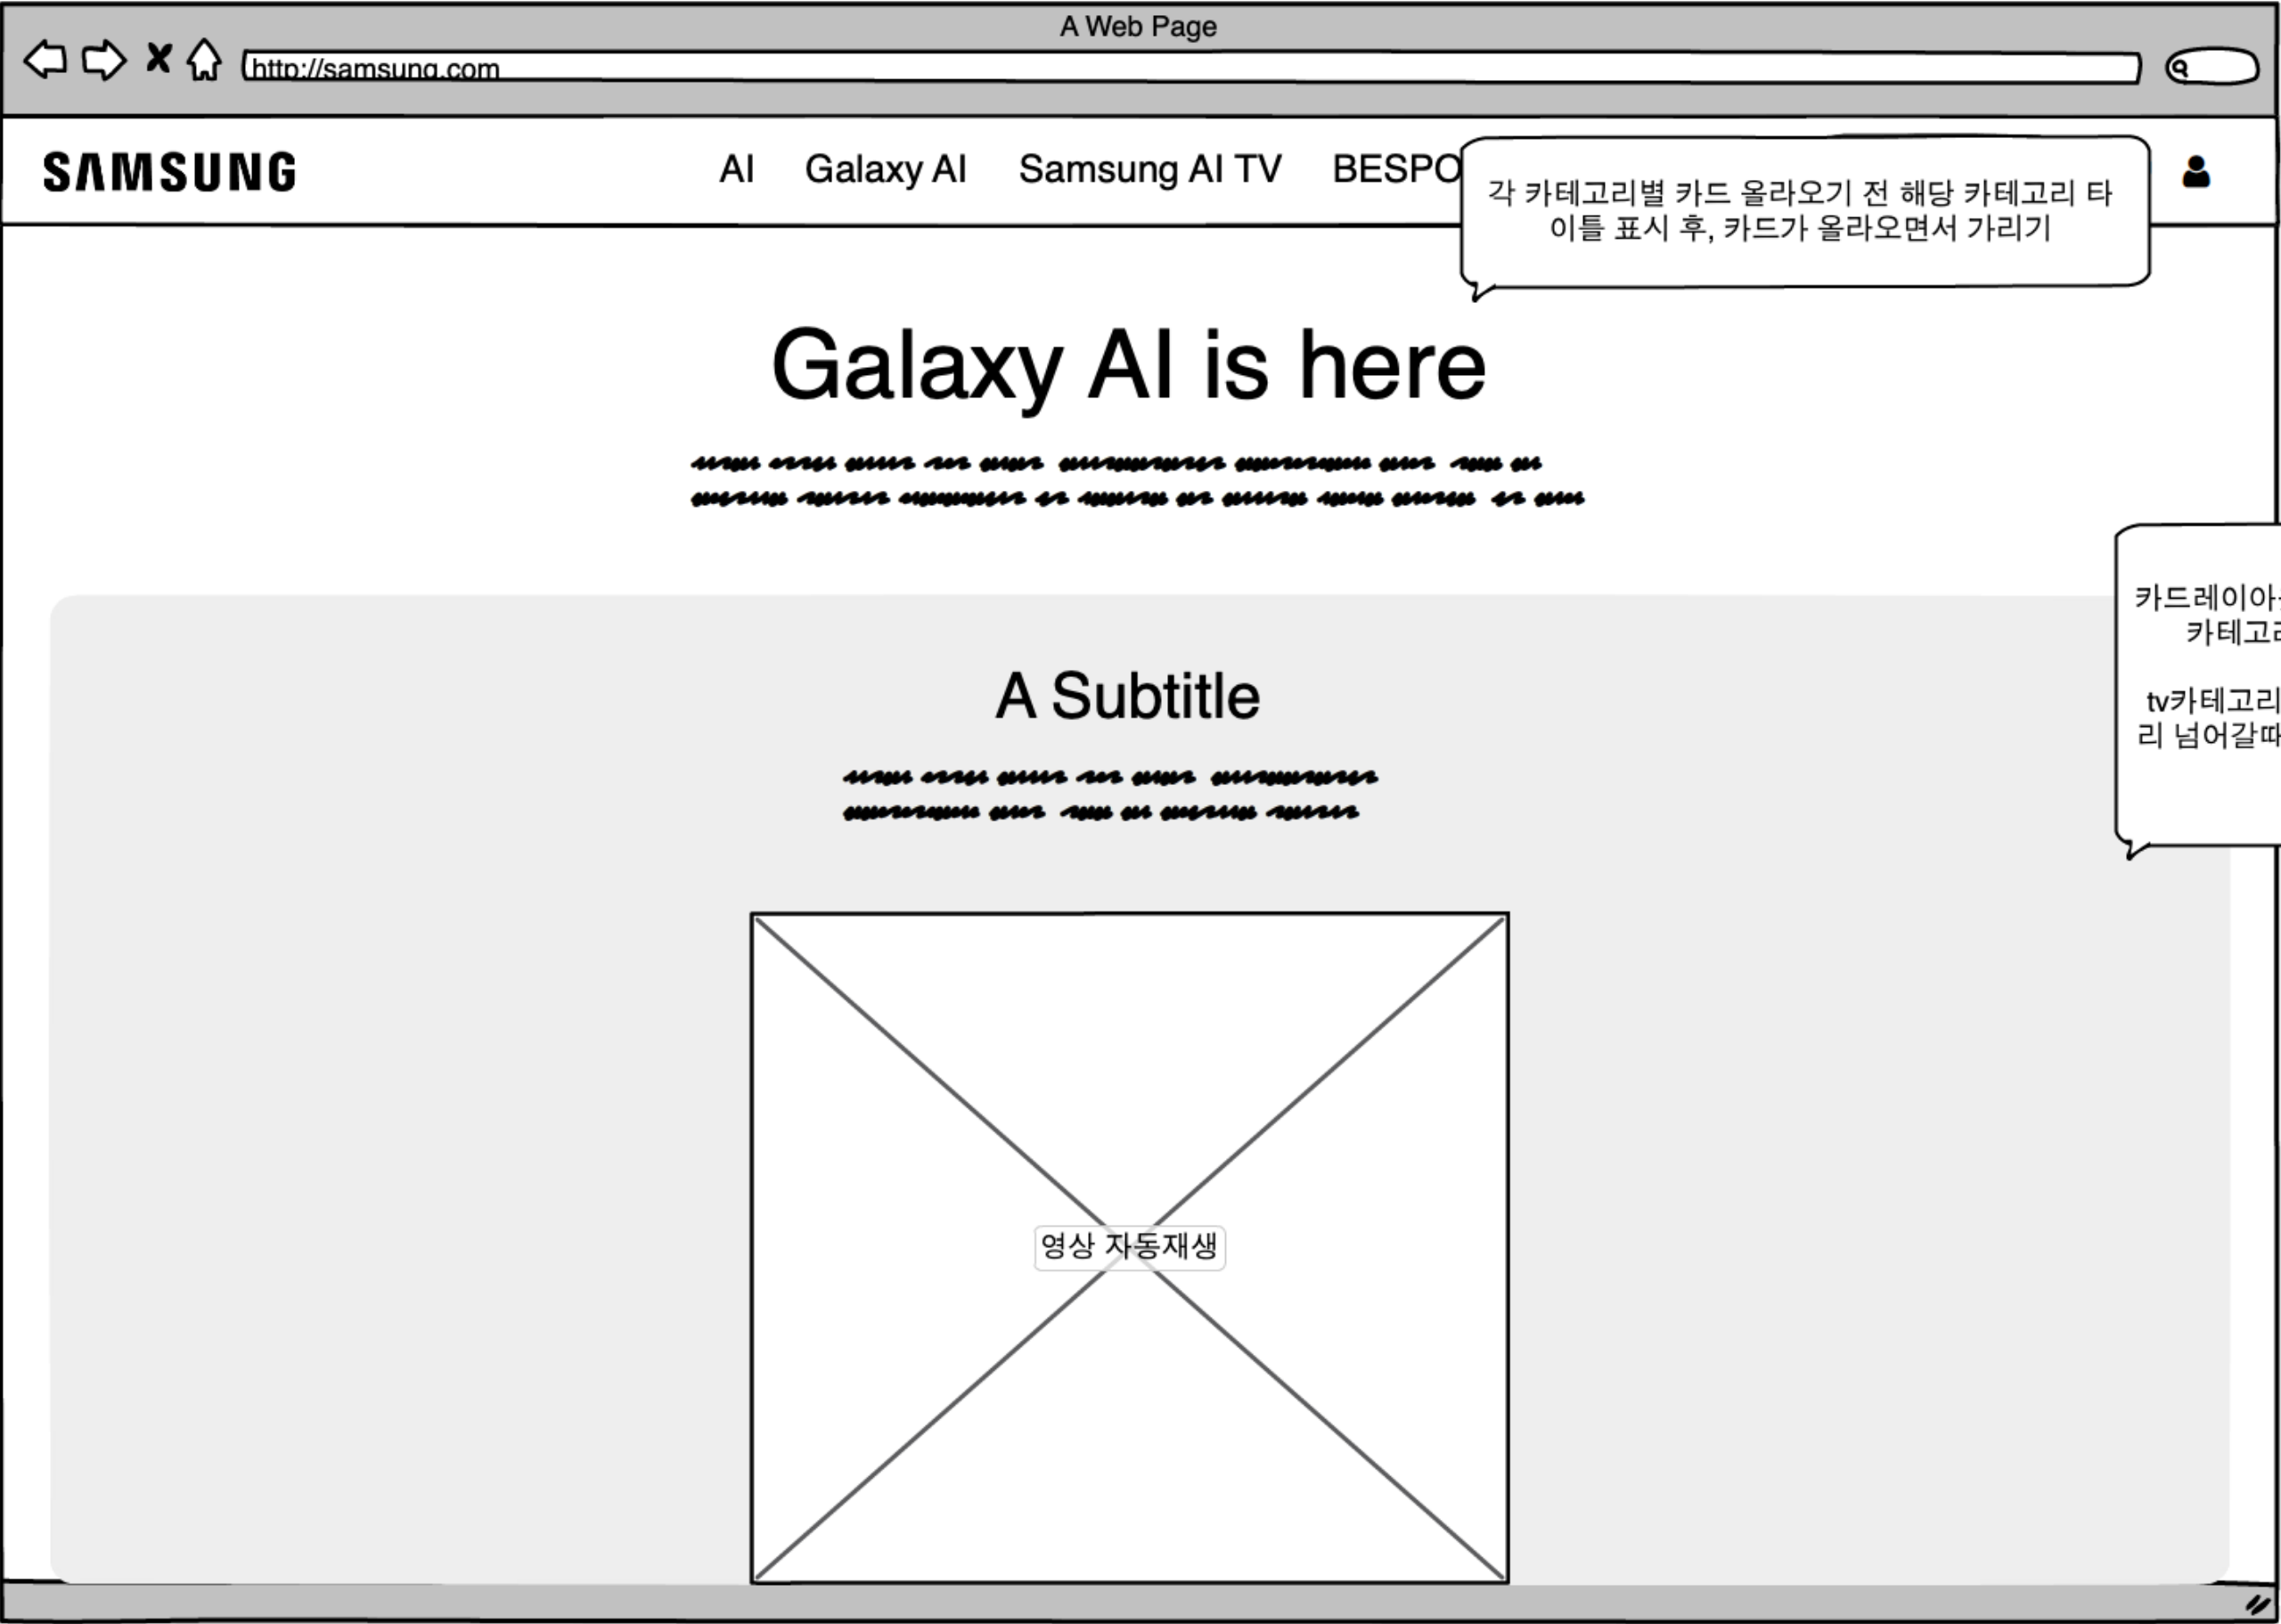 A Web Page
http://samsung.com
SAMSUNG
AI Galaxy AI Samsung AI TV BESPO
각 카테고리별 카드 올라오기 전 해당 카테고리 타
이틀 표시 후, 카드가 올라오면서 가리기
Galaxy AI is here
카드레이아
카테고
tv카테고리
리 넘어갈때
A Subtitle
영상 자동재생